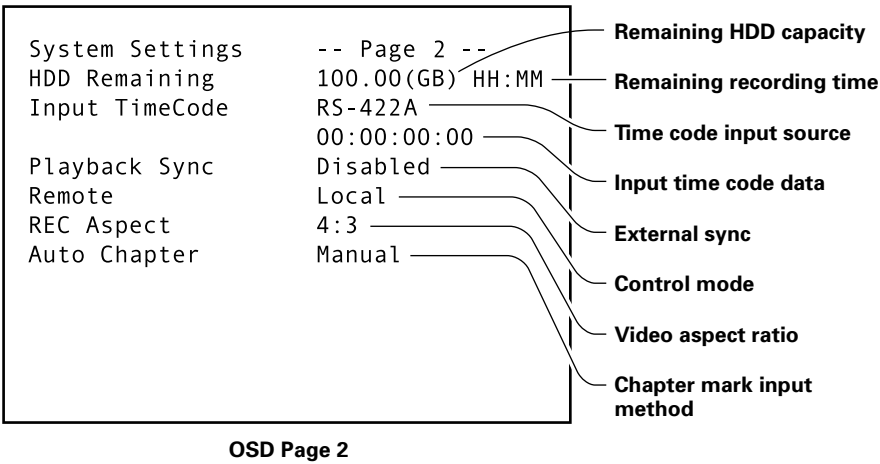 System Settings -- Page 2 --
HDD Remaining 100.00(GB) HH:MM
Input TimeCode RS-422A
00:00:00:00
Playback Sync Disabled
Remote Local
REC Aspect 4:3
Auto Chapter Manual
Remaining HDD capacity
Remaining recording time
Time code input source
Input time code data
External sync
Control mode
Video aspect ratio
Chapter mark input
method
OSD Page 2